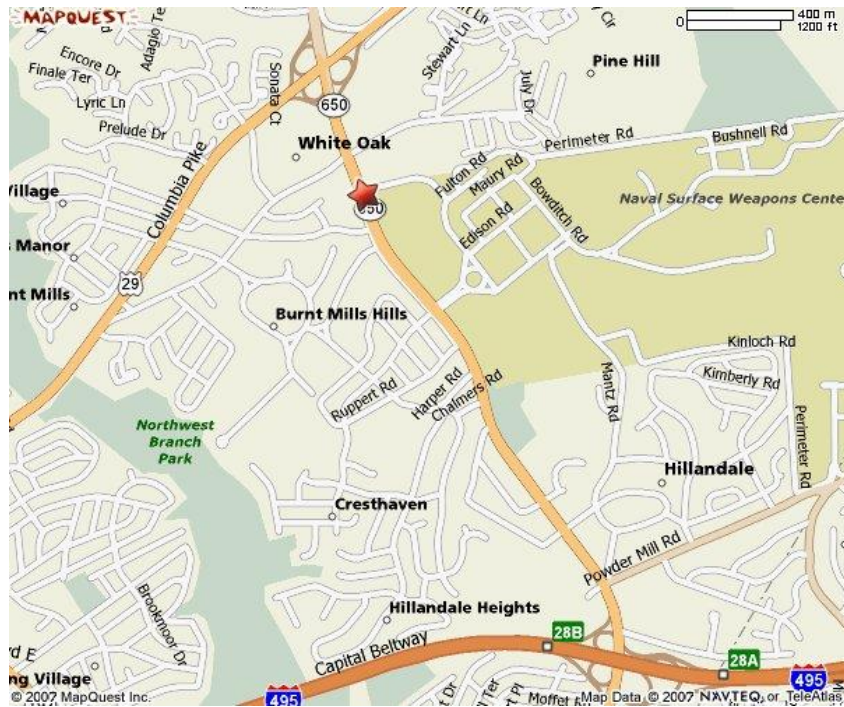 MAPQUEST
0 400 m
1200 ft
Stewart Ln
Pine Hill
Adagio Ter
Encore Dr
Finale Ter
Lyric Ln
Prelude Dr
Sonata Ct
650
July Dr
White Oak
Perimeter Rd
Bushnell Rd
Columbia Pike
Fulton Rd
Maury Rd
Bowditch Rd
Edison Rd
Naval Surface Weapons Cente
Village
Manor
29
nt Mills
Burnt Mills Hills
Kinloch Rd
Kimberly Rd
Ruppert Rd
Harper Rd
Chalmers Rd
Mantz Rd
Perimeter Rd
Northwest
Branch
Park
Hillandale
Cresthaven
Powder Mill Rd
Brookmoor Dr
Hillandale Heights
Capital Beltway
28B
28A
rd E
ng Village
495
495
Moffet Dr
© 2007 MapQuest Inc.
Map Data © 2007 NAVTEQ or TeleAtlas